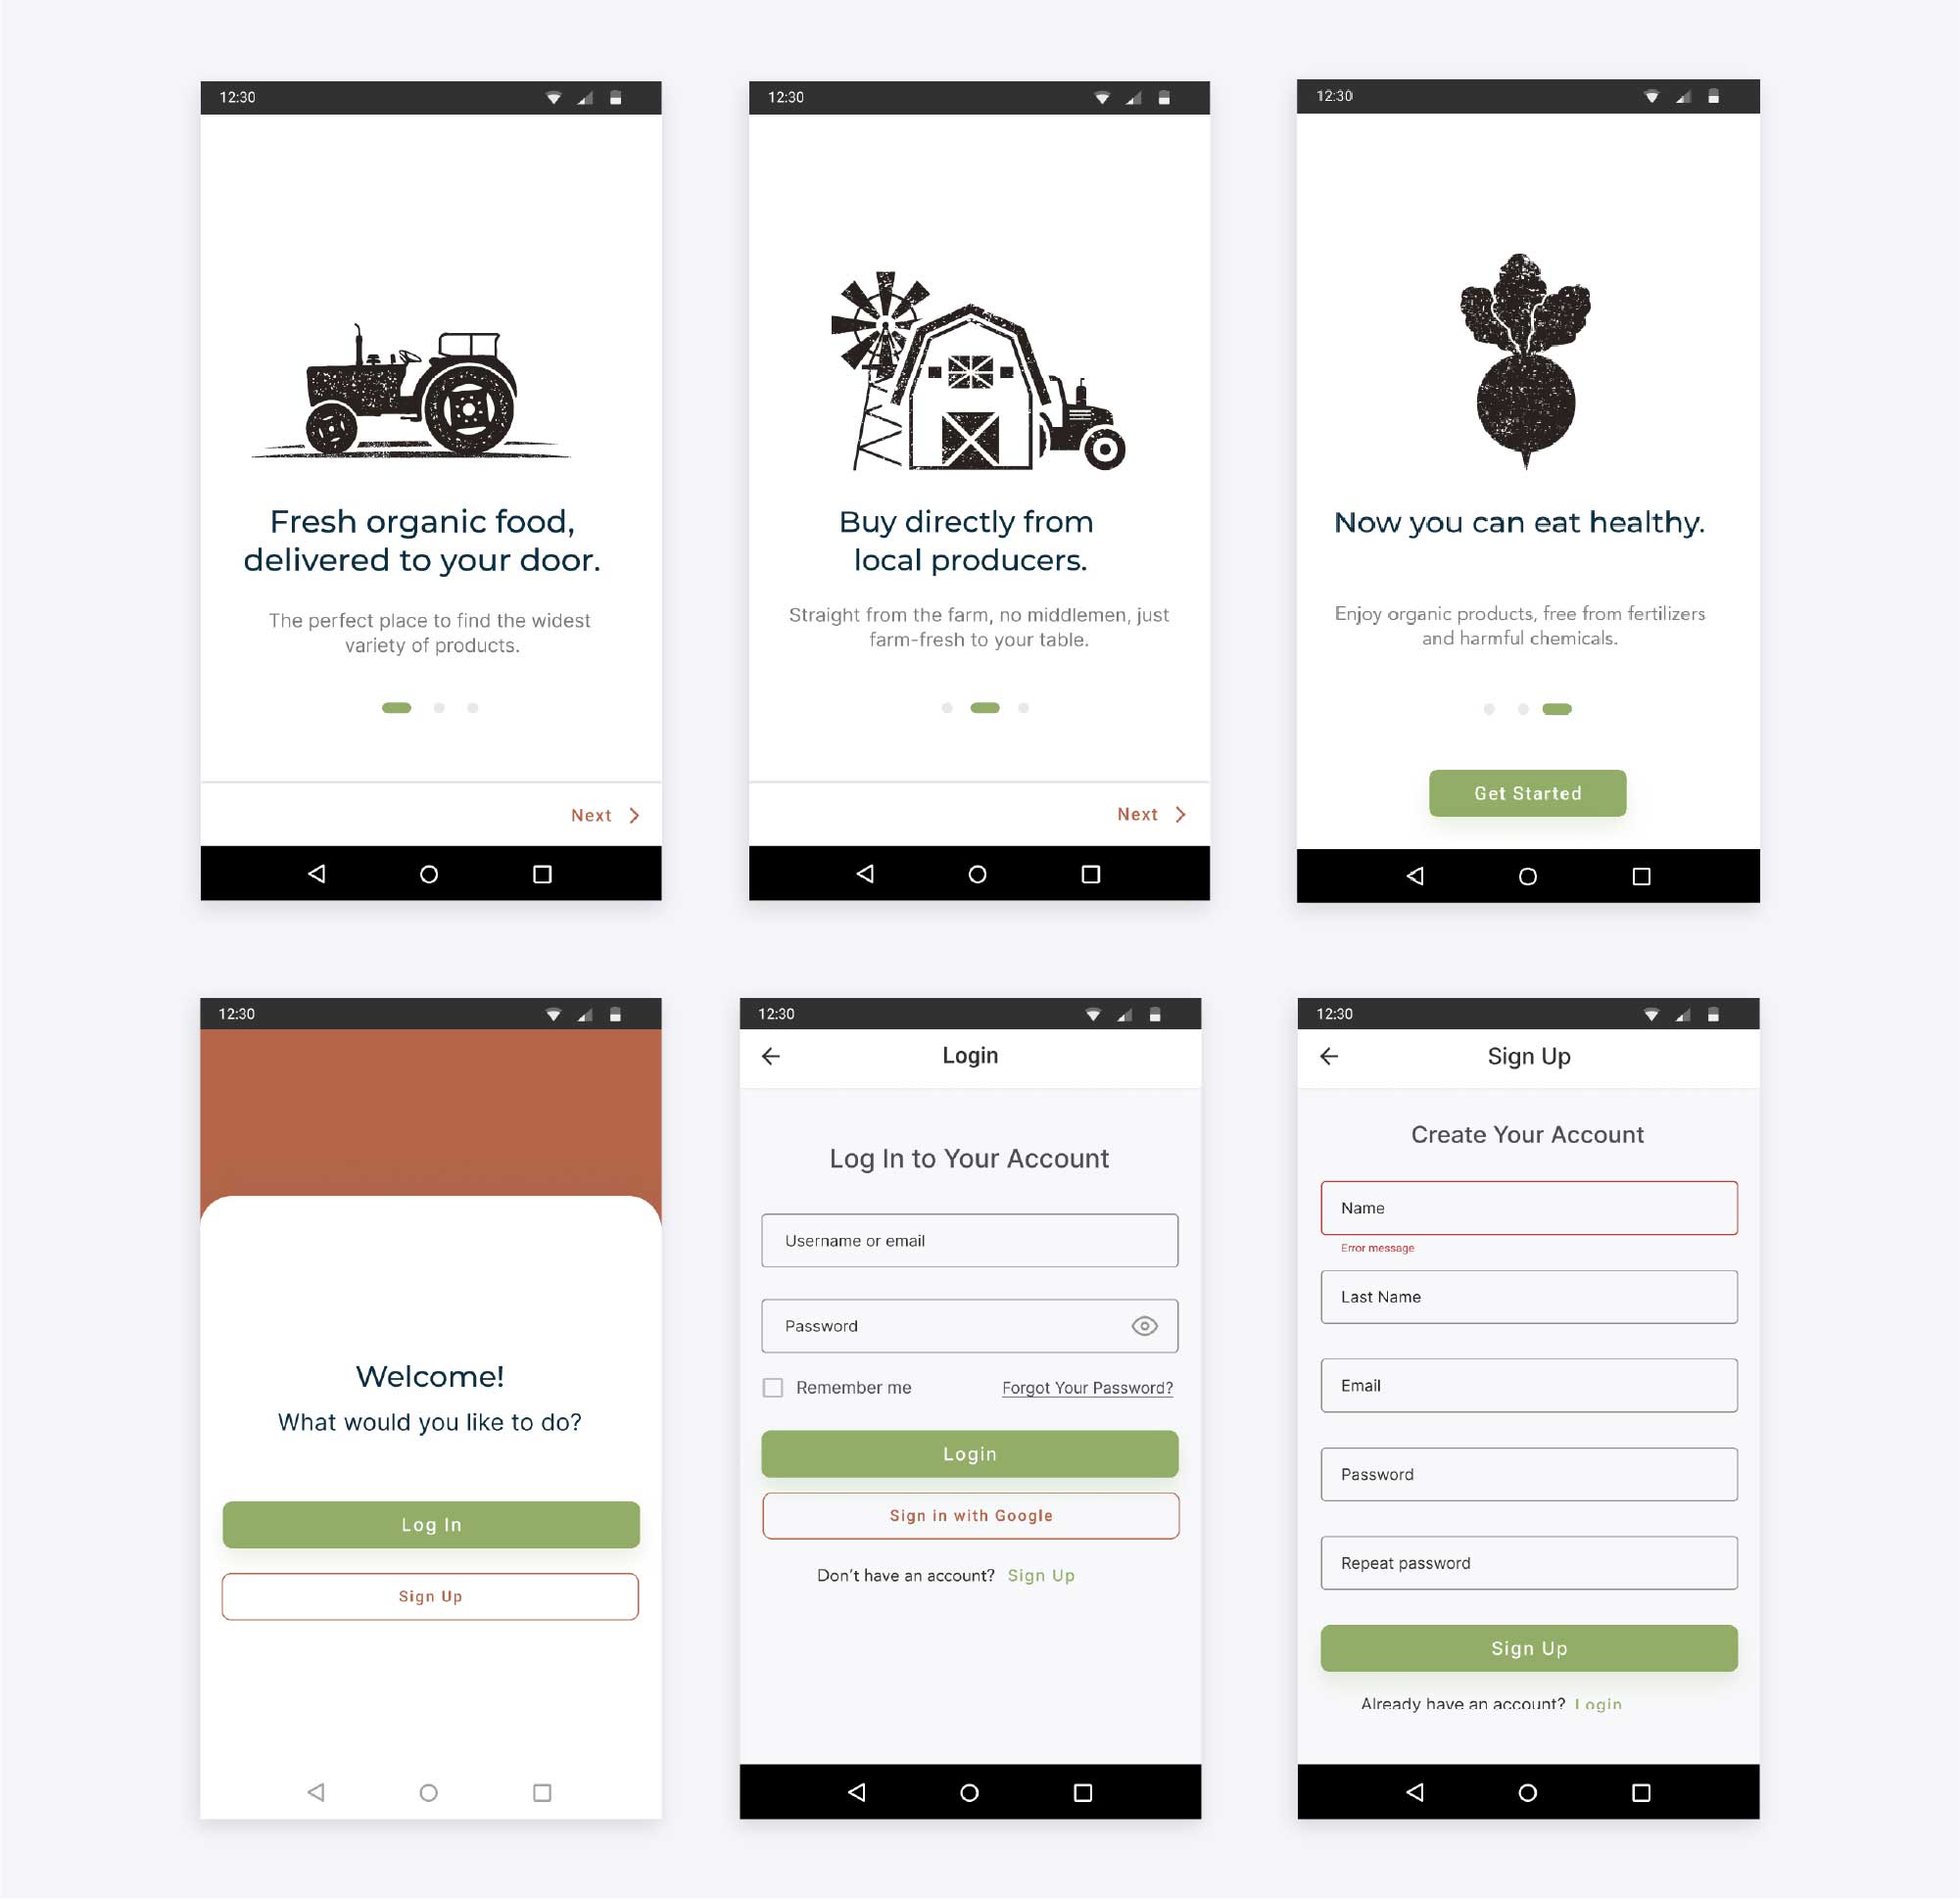 12:30
Fresh organic food,
delivered to your door.
The perfect place to find the widest
variety of products.
Next
12:30
Buy directly from
local producers.
Straight from the farm, no middlemen, just
farm-fresh to your table.
Next
12:30
Now you can eat healthy.
Enjoy organic products, free from fertilizers
and harmful chemicals.
Get Started
12:30
Welcome!
What would you like to do?
Log In
Sign Up
12:30
Login
Log In to Your Account
Username or email
Password
Remember me Forgot Your Password?
Login
Sign in with Google
Don't have an account? Sign Up
12:30
Sign Up
Create Your Account
Name
Error message
Last Name
Email
Password
Repeat password
Sign Up
Already have an account? Login